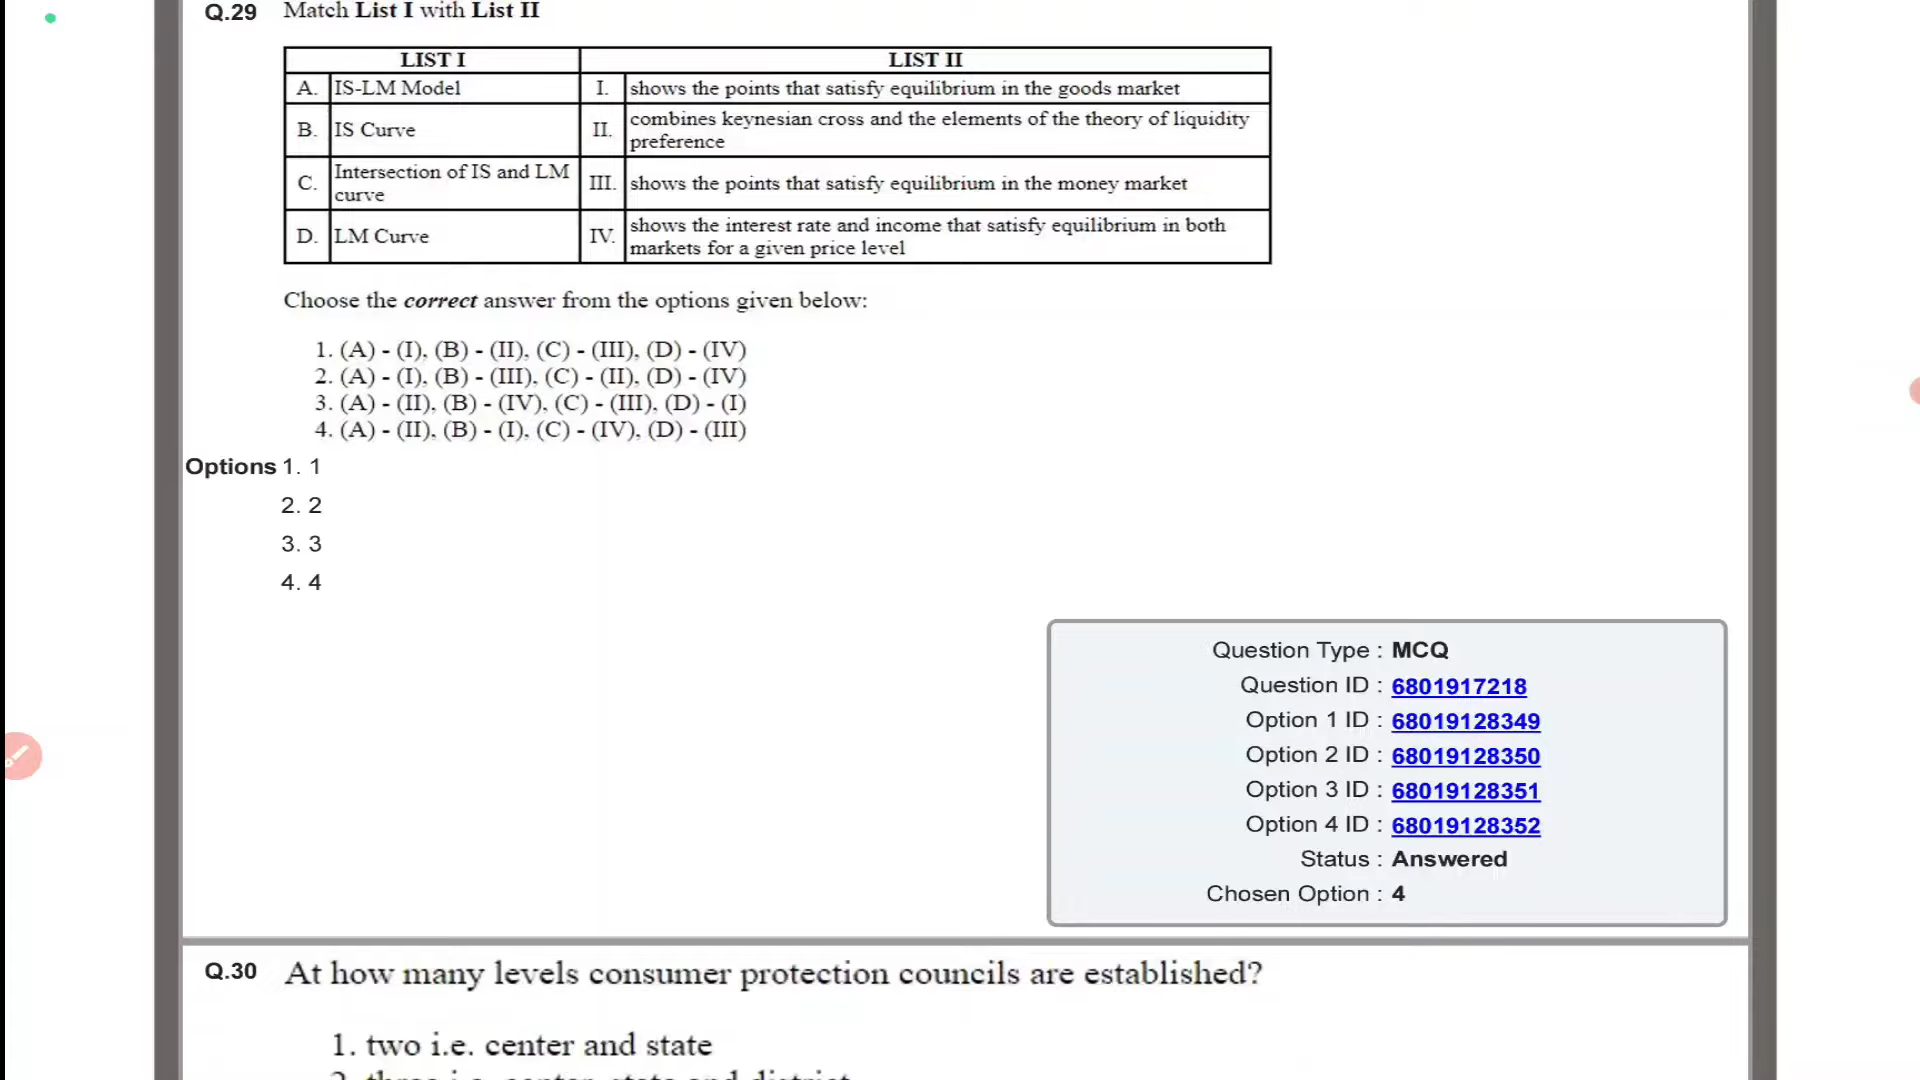 Q.29 Match List I with List II
LIST I LIST II
A. IS-LM Model I. shows the points that satisfy equilibrium in the goods market
B. IS Curve II. combines keynesian cross and the elements of the theory of liquidity preference
C. Intersection of IS and LM curve III. shows the points that satisfy equilibrium in the money market
D. LM Curve IV. shows the interest rate and income that satisfy equilibrium in both markets for a given price level
Choose the correct answer from the options given below:
1. (A) - (I), (B) - (II), (C) - (III), (D) - (IV)
2. (A) - (I), (B) - (III), (C) - (II), (D) - (IV)
3. (A) - (II), (B) - (IV), (C) - (III), (D) - (I)
4. (A) - (II), (B) - (I), (C) - (IV), (D) - (III)
Options 1. 1
2. 2
3. 3
4. 4
Question Type : MCQ
Question ID : 6801917218
Option 1 ID : 68019128349
Option 2 ID : 68019128350
Option 3 ID : 68019128351
Option 4 ID : 68019128352
Status : Answered
Chosen Option : 4
Q.30 At how many levels consumer protection councils are established?
1. two i.e. center and state
2. three i.e. center, state and district